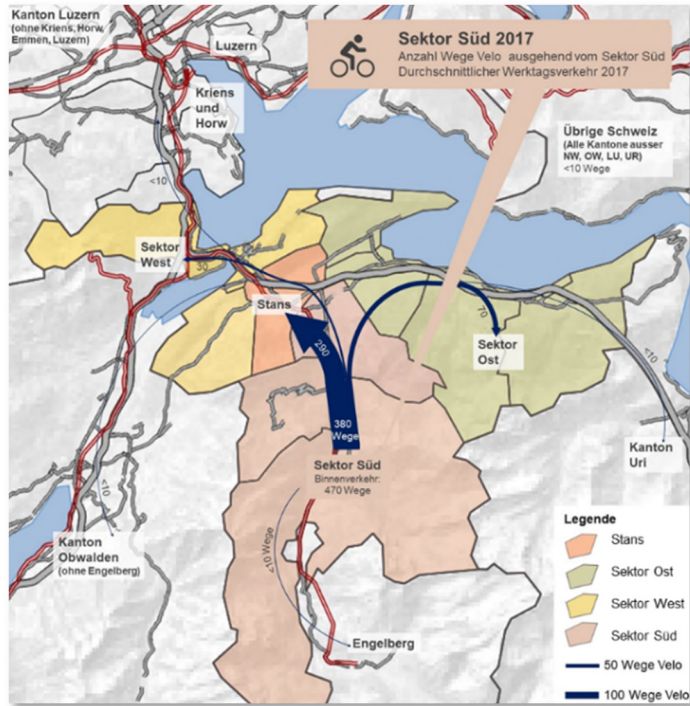 Kanton Luzern
(ohne Kriens, Horw,
Emmen, Luzern)
Luzern
Sektor Süd 2017
Anzahl Wege Velo ausgehend vom Sektor Süd
Durchschnittlicher Werktagsverkehr 2017
Kriens
und
Horw
Übrige Schweiz
(Alle Kantone ausser
NW, OW, LU, UR)
<10 Wege
<10
Sektor
West
30
Stans
290
70
Sektor
Ost
<10
380
Wege
Kanton
Uri
Sektor Süd
Binnenverkehr:
470 Wege
<10
Kanton
Obwalden
(ohne Engelberg)
<10 Wege
Engelberg
Legende
Stans
Sektor Ost
Sektor West
Sektor Süd
50 Wege Velo
100 Wege Velo